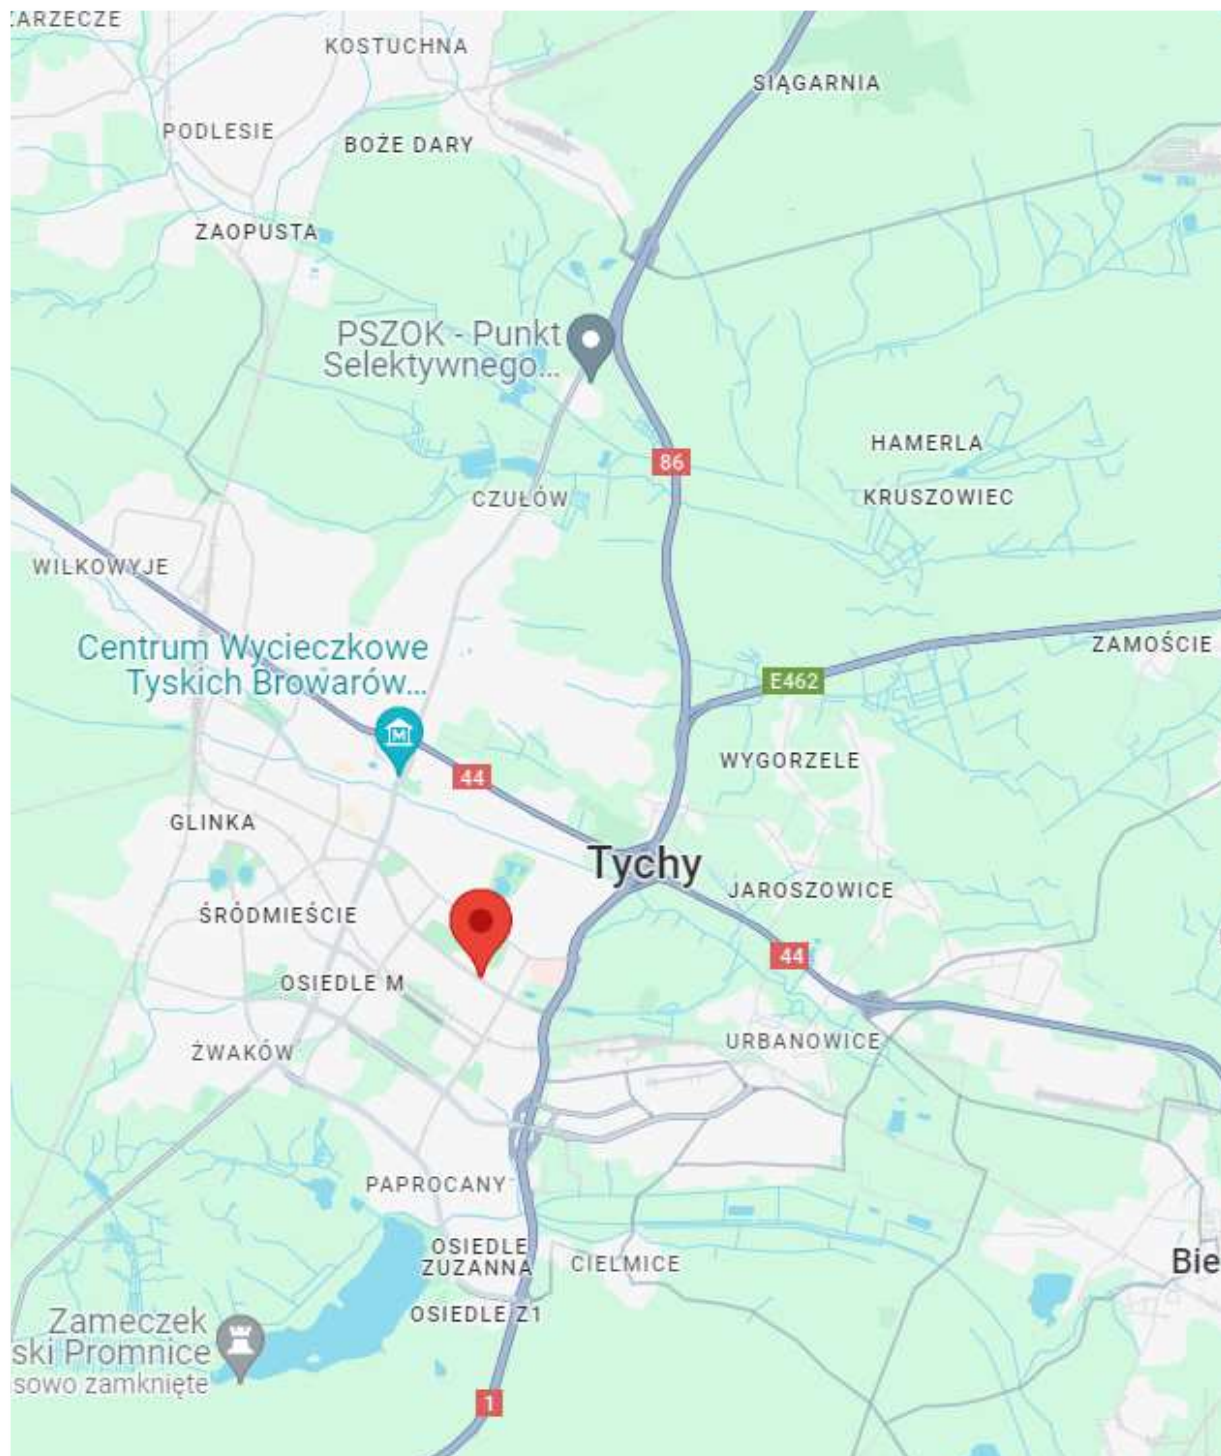 ZARZECZE
KOSTUCHNA
SIĄGARNIA
PODLESIE
BOŻE DARY
ZAOPUSTA
PSZOK - Punkt
Selektywnego...
HAMERLA
86
CZUŁÓW
KRUSZOWIEC
WILKOWYJE
Centrum Wycieczkowe
Tyskich Browarów...
ZAMOŚCIE
E462
WYGORZELE
44
GLINKA
Tychy
JAROSZOWICE
ŚRÓDMIEŚCIE
44
OSIEDLE M
URBANOWICE
ŻWAKÓW
PAPROCANY
OSIEDLE
ZUZANNA
CIELMICE
Bie
OSIEDLE Z1
Zameczek
ski Promnice
sowo zamknięte
1